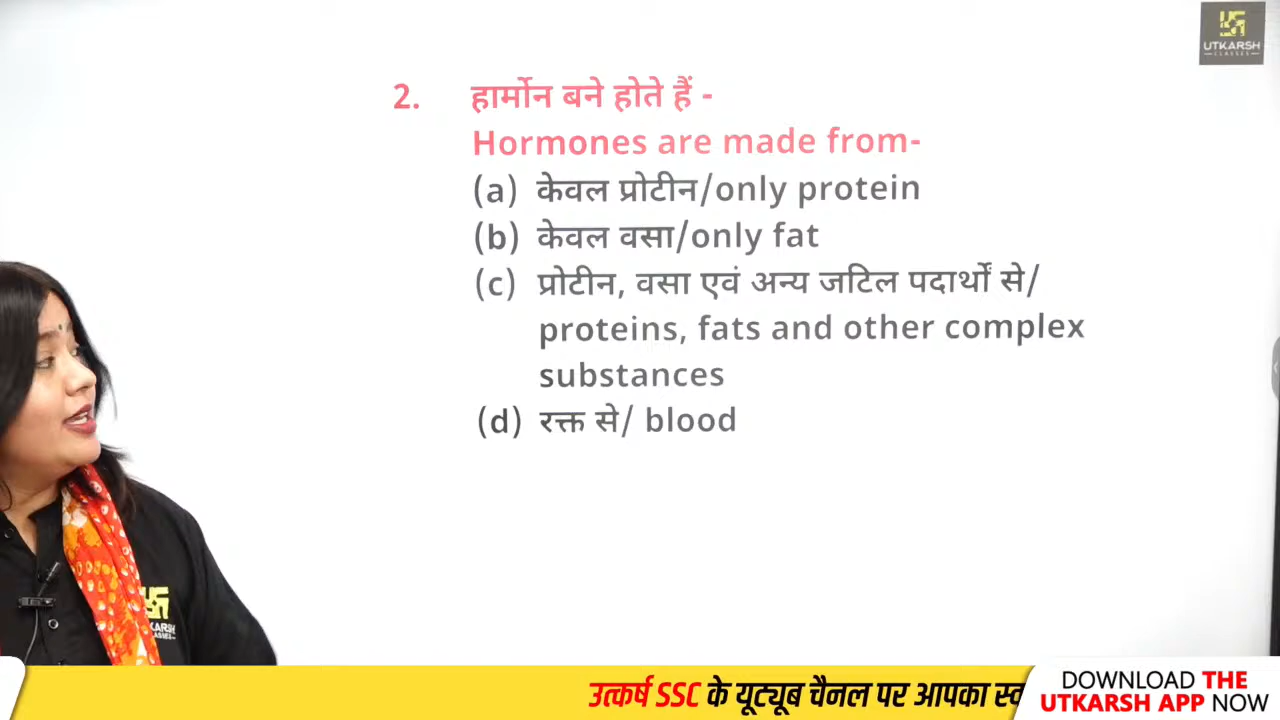 UTKARSH
CLASSES
2. हार्मोन बने होते हैं -
Hormones are made from-
(a) केवल प्रोटीन/only protein
(b) केवल वसा/only fat
(c) प्रोटीन, वसा एवं अन्य जटिल पदार्थों से/
proteins, fats and other complex
substances
(d) रक्त से/ blood
उत्कर्ष SSC के यूट्यूब चैनल पर आपका
DOWNLOAD THE
UTKARSH APP NOW